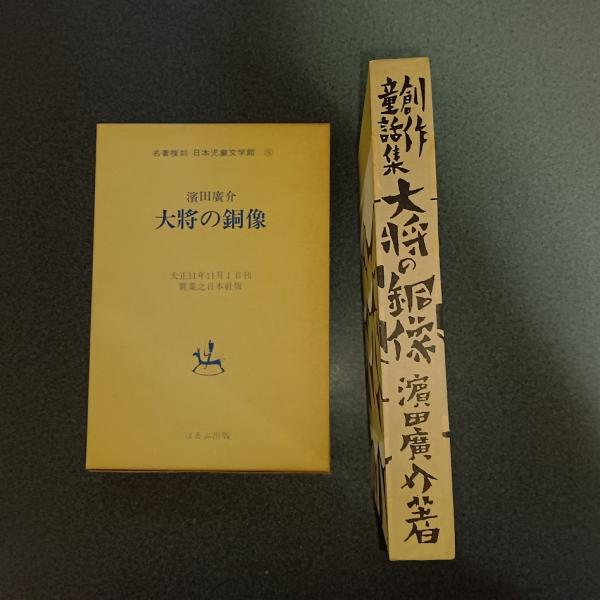 名著複刻 日本児童文学館
濱田廣介
大將の銅像
大正11年11月1日刊
實業之日本社版
ほるぷ出版
創作
童話集
大將の銅像
濱田廣介著